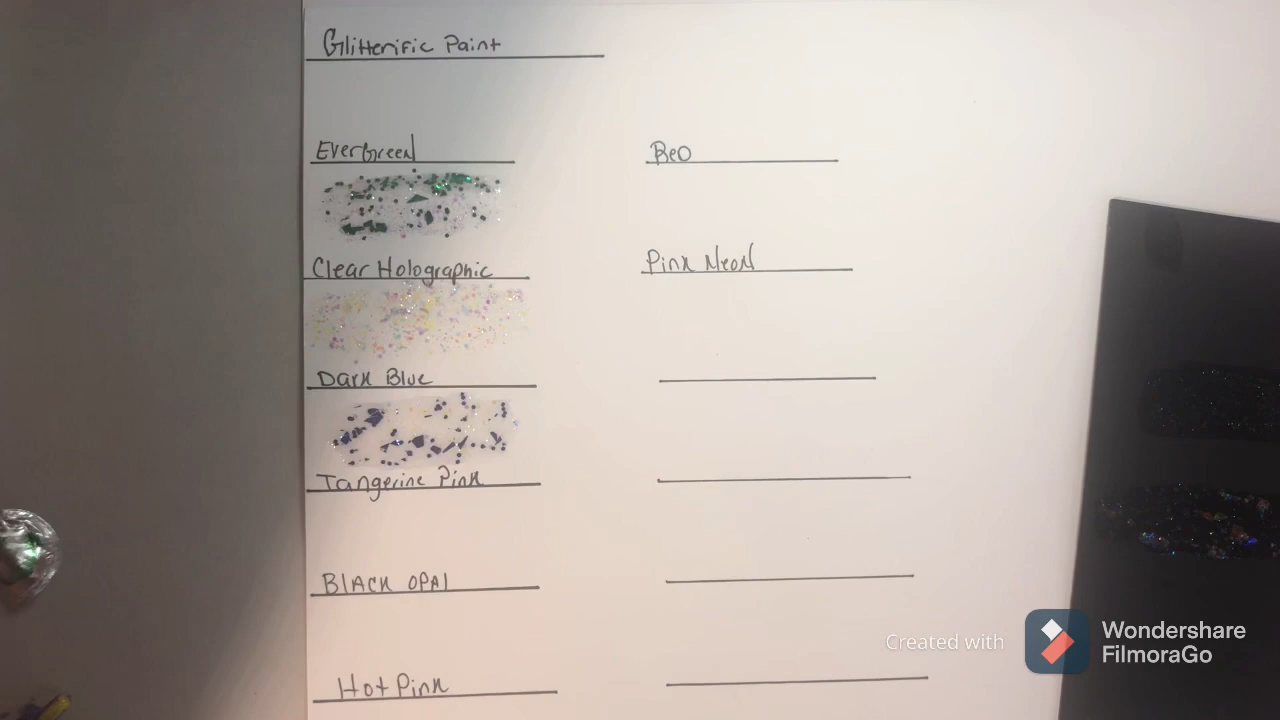 Glitterific Paint
EverGreen
Clear Holographic
Dark Blue
Tangerine Pink
BLACK OPAl
Hot Pink
Red
Pink Neon
Created with
Wondershare
FilmoraGo